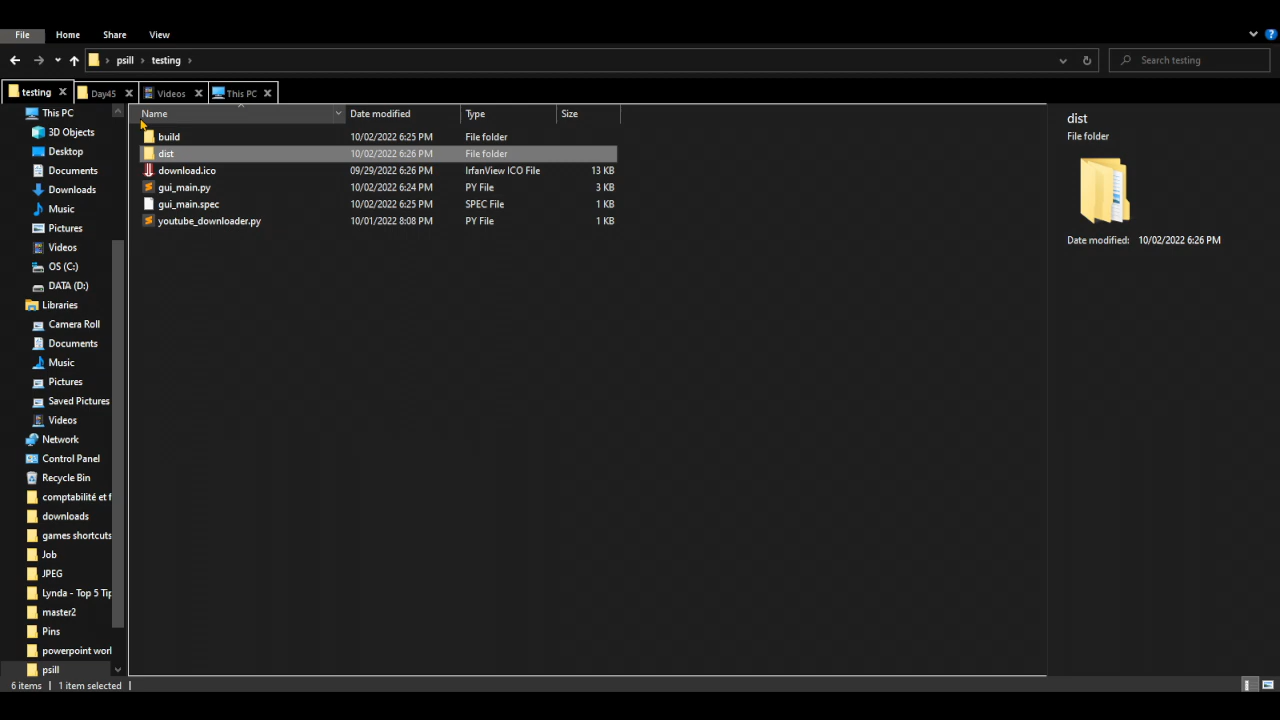 File Home Share View
psill testing Search testing
testing Day45 Videos This PC
This PC
3D Objects
Desktop
Documents
Downloads
Music
Pictures
Videos
OS (C:)
DATA (D:)
Libraries
Camera Roll
Documents
Music
Pictures
Saved Pictures
Videos
Network
Control Panel
Recycle Bin
comptabilité et f
downloads
games shortcuts
Job
JPEG
Lynda - Top 5 Tip
master2
Pins
powerpoint worl
psill
Name Date modified Type Size
build 10/02/2022 6:25 PM File folder
dist 10/02/2022 6:26 PM File folder
download.ico 09/29/2022 6:26 PM IrfanView ICO File 13 KB
gui_main.py 10/02/2022 6:24 PM PY File 3 KB
gui_main.spec 10/02/2022 6:25 PM SPEC File 1 KB
youtube_downloader.py 10/01/2022 8:08 PM PY File 1 KB
dist
File folder
Date modified: 10/02/2022 6:26 PM
6 items 1 item selected